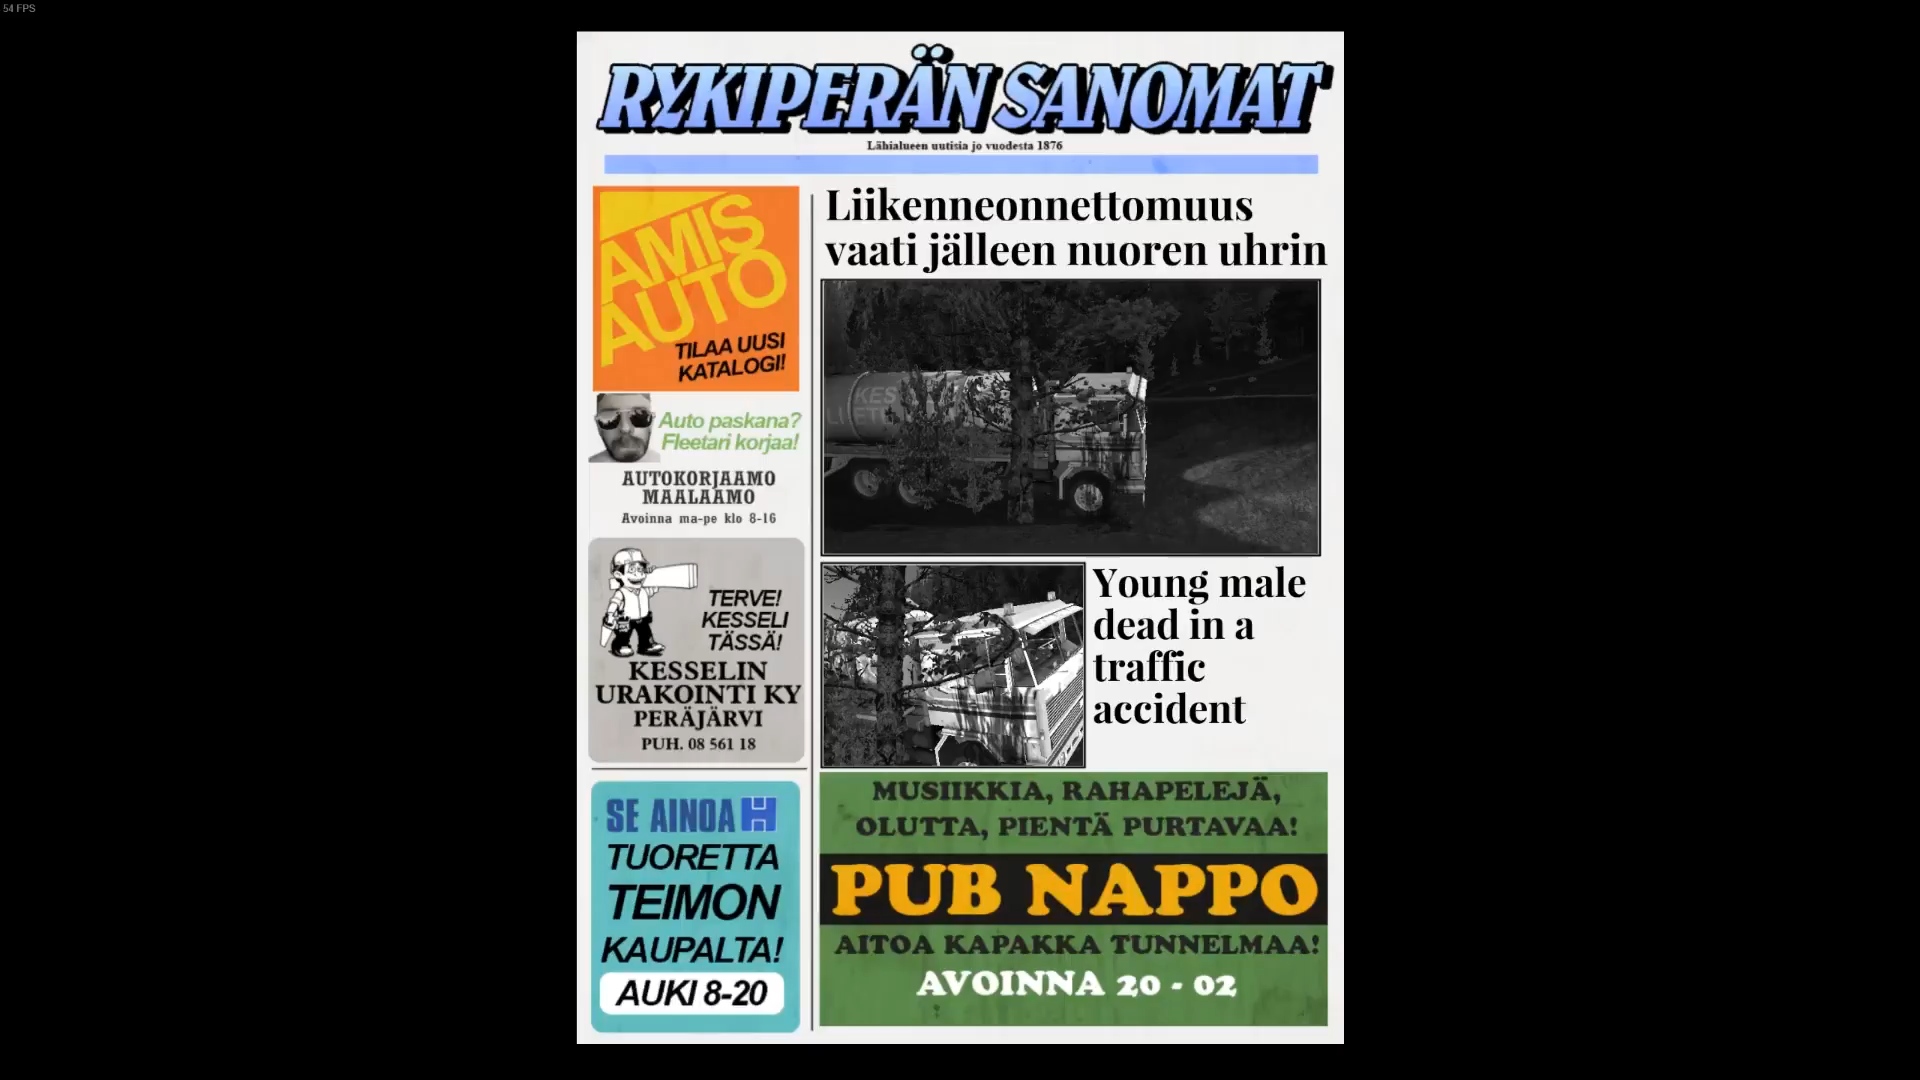 54 FPS
RYKIPERÄN SANOMAT
Lähialueen uutisia jo vuodesta 1876
AMIS
AUTO
TILAA UUSI
KATALOGI!
Auto paskana?
Fleetari korjaa!
AUTOKORJAAMO
MAALAAMO
Avoinna ma-pe klo 8-16
TERVE!
KESSELI
TÄSSÄ!
KESSELIN
URAKOINTI KY
PERÄJÄRVI
PUH. 08 561 18
SE AINOA H
TUORETTA
TEIMON
KAUPALTA!
AUKI 8-20
Liikenneonnettomuus
vaati jälleen nuoren uhrin
KES
Young male
dead in a
traffic
accident
MUSIIKKIA, RAHAPELEJÄ,
OLUTTA, PIENTÄ PURTAVAA!
PUB NAPPO
AITOA KAPAKKA TUNNELMAA!
AVOINNA 20 - 02